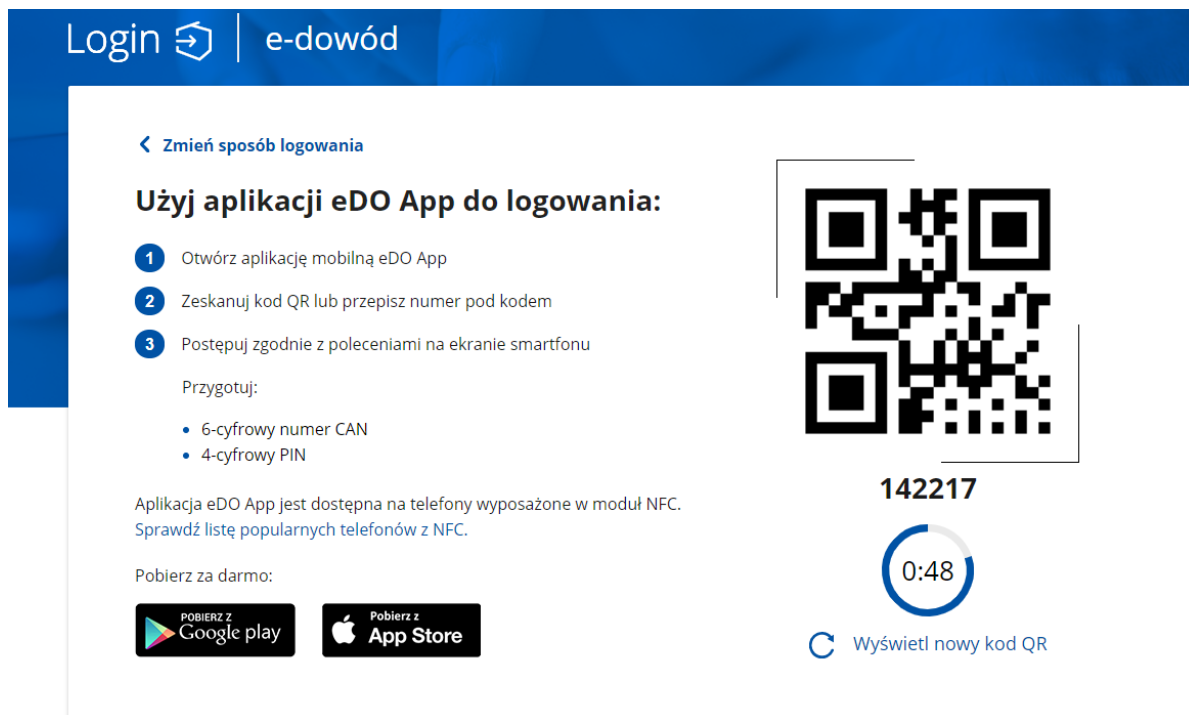 Login e-dowód
Zmień sposób logowania
Użyj aplikacji eDO App do logowania:
1 Otwórz aplikację mobilną eDO App
2 Zeskanuj kod QR lub przepisz numer pod kodem
3 Postępuj zgodnie z poleceniami na ekranie smartfonu
Przygotuj:
• 6-cyfrowy numer CAN
• 4-cyfrowy PIN
Aplikacja eDO App jest dostępna na telefony wyposażone w moduł NFC.
Sprawdź listę popularnych telefonów z NFC.
Pobierz za darmo:
POBIERZ Z
Google play
Pobierz z
App Store
142217
0:48
Wyświetl nowy kod QR